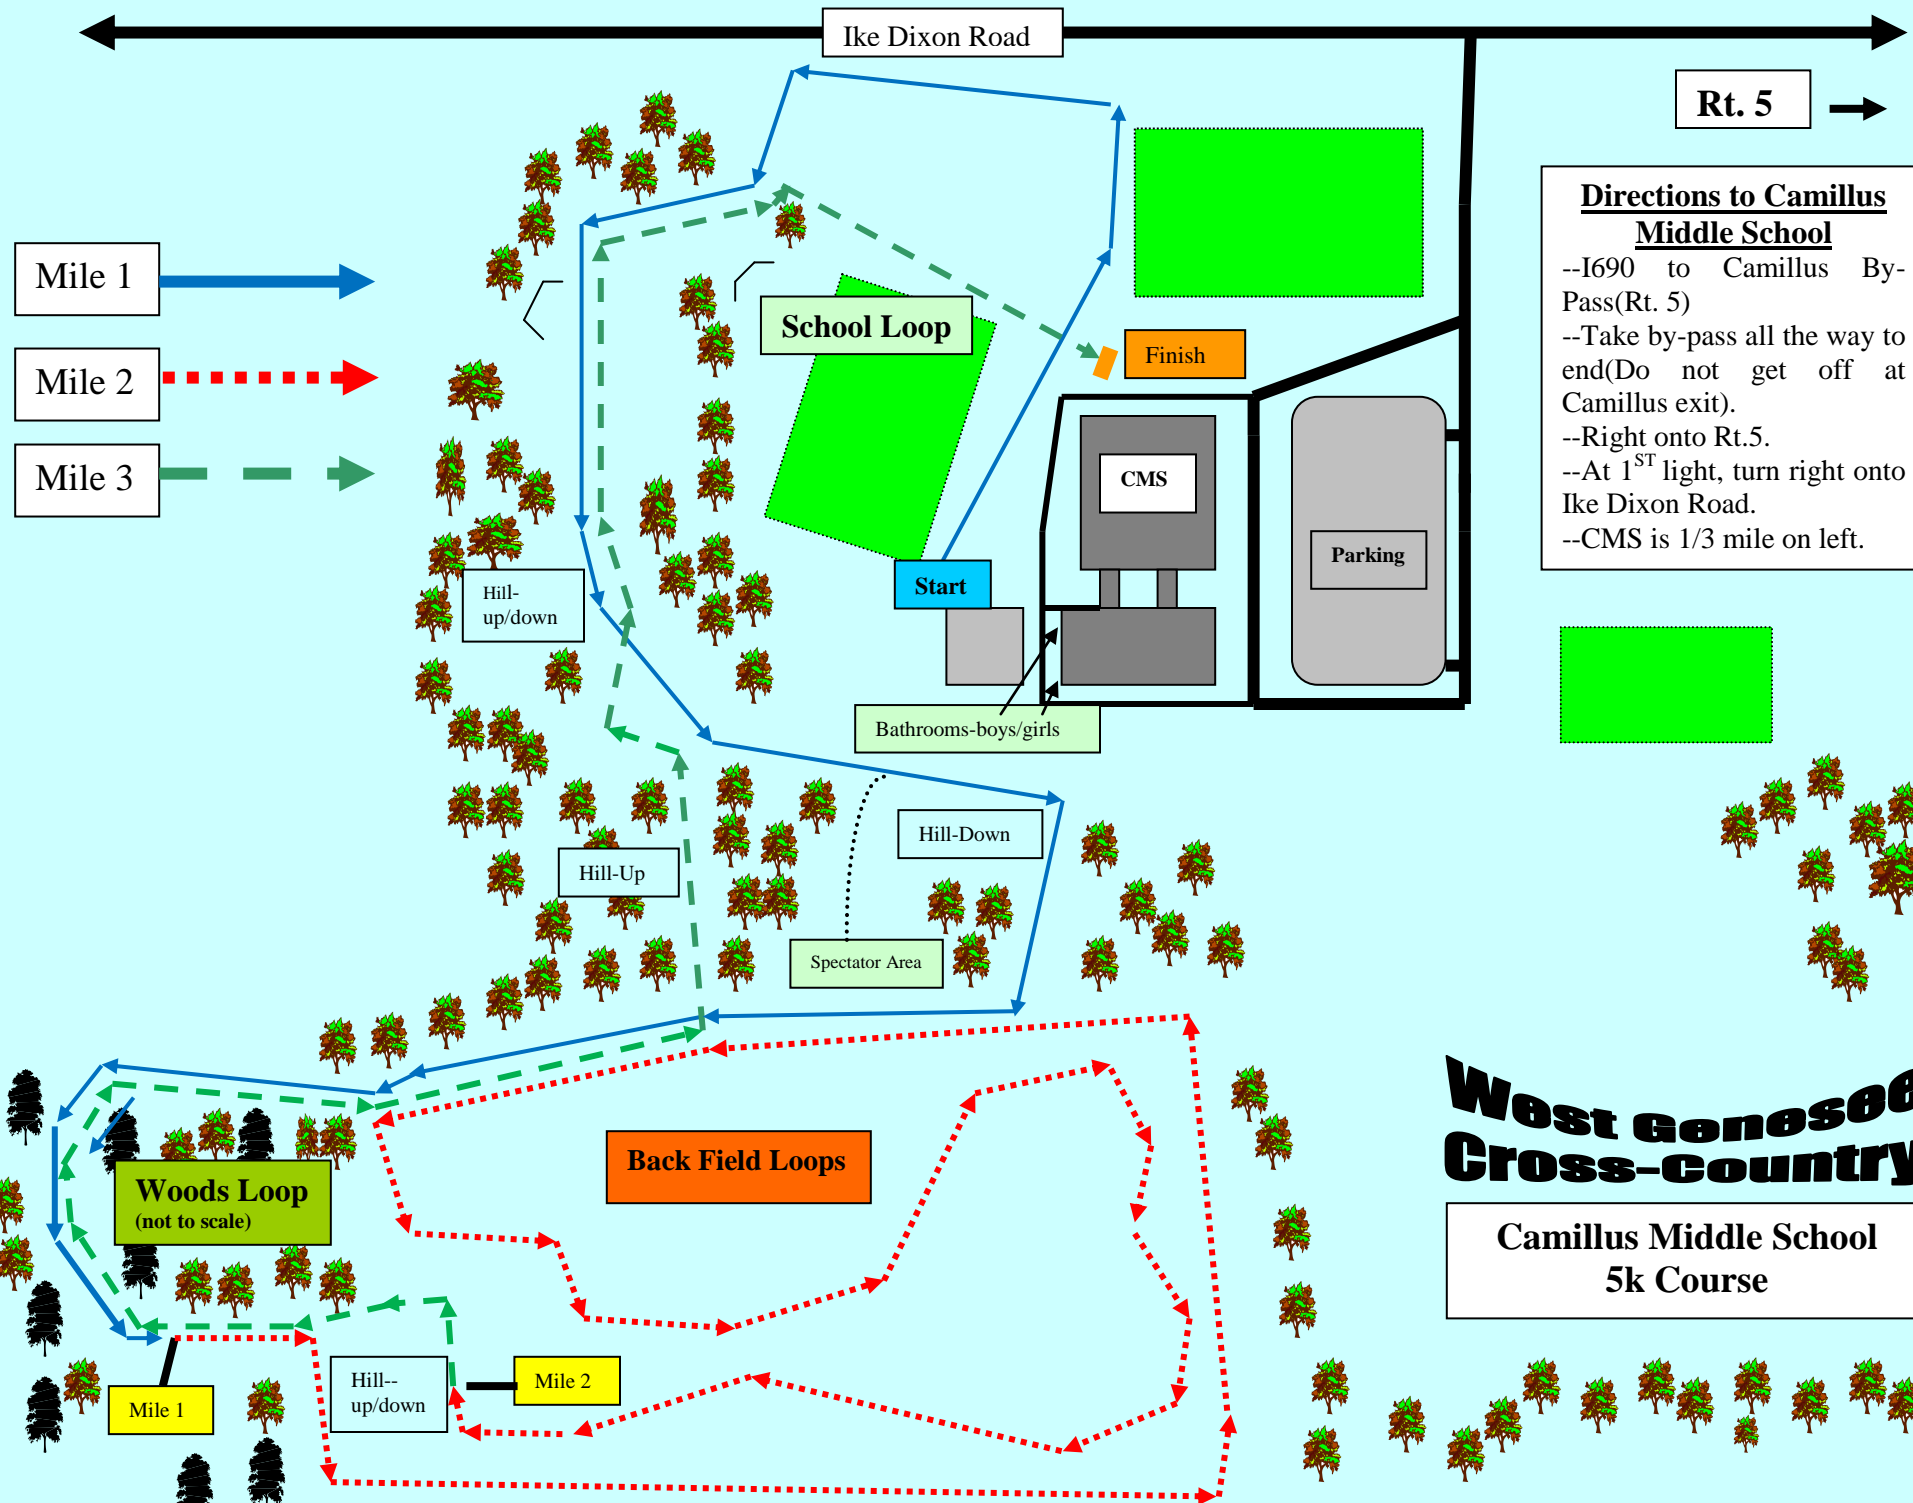 Ike Dixon Road
Rt. 5
Directions to Camillus
Middle School
--I690 to Camillus By-
Pass(Rt. 5)
--Take by-pass all the way to
end(Do not get off at
Camillus exit).
--Right onto Rt.5.
--At 1ST light, turn right onto
Ike Dixon Road.
--CMS is 1/3 mile on left.
Mile 1
Mile 2
Mile 3
School Loop
Finish
CMS
Parking
Start
Hill-
up/down
Bathrooms-boys/girls
Hill-Down
Hill-Up
Spectator Area
West Genesee
Cross-Country
Back Field Loops
Woods Loop
(not to scale)
Camillus Middle School
5k Course
Hill--
up/down
Mile 2
Mile 1